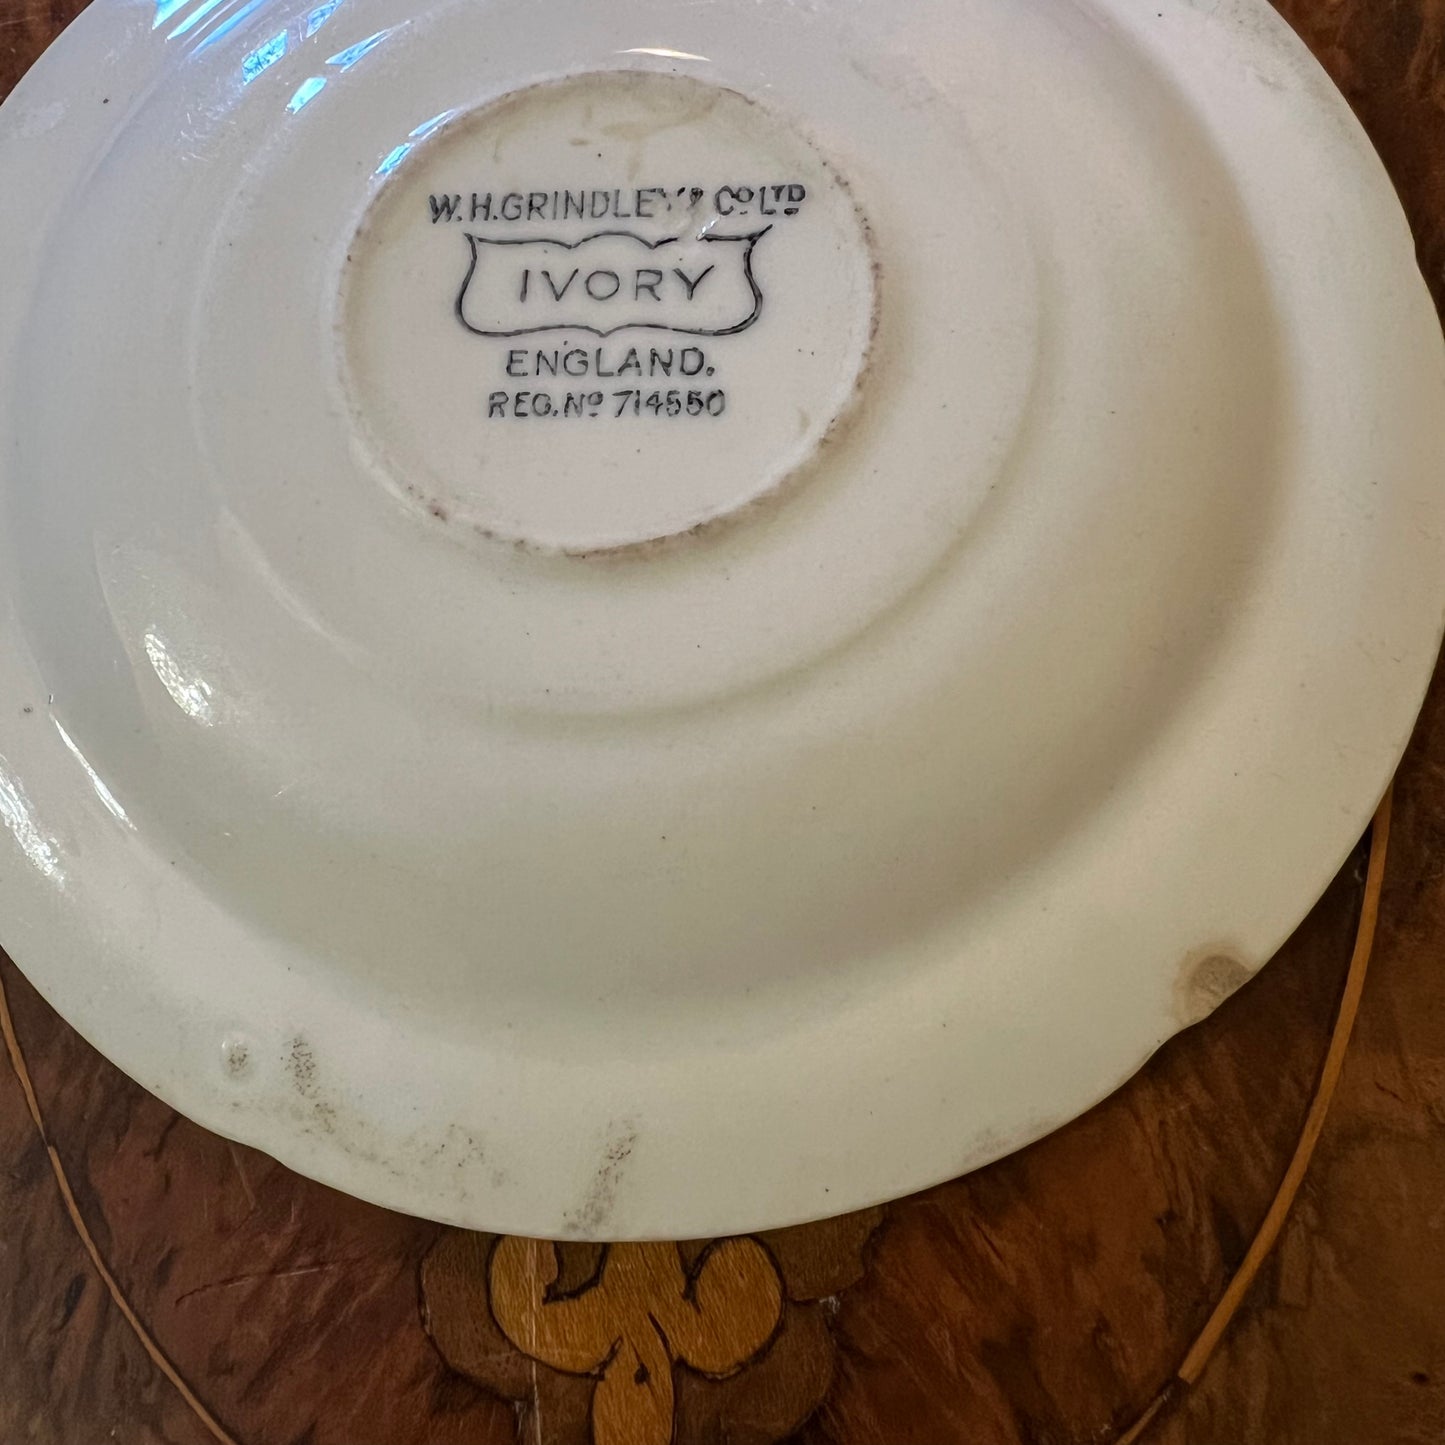 W.H.GRINDLEY & Cº LTD
IVORY
ENGLAND.
REG. Nº 714550